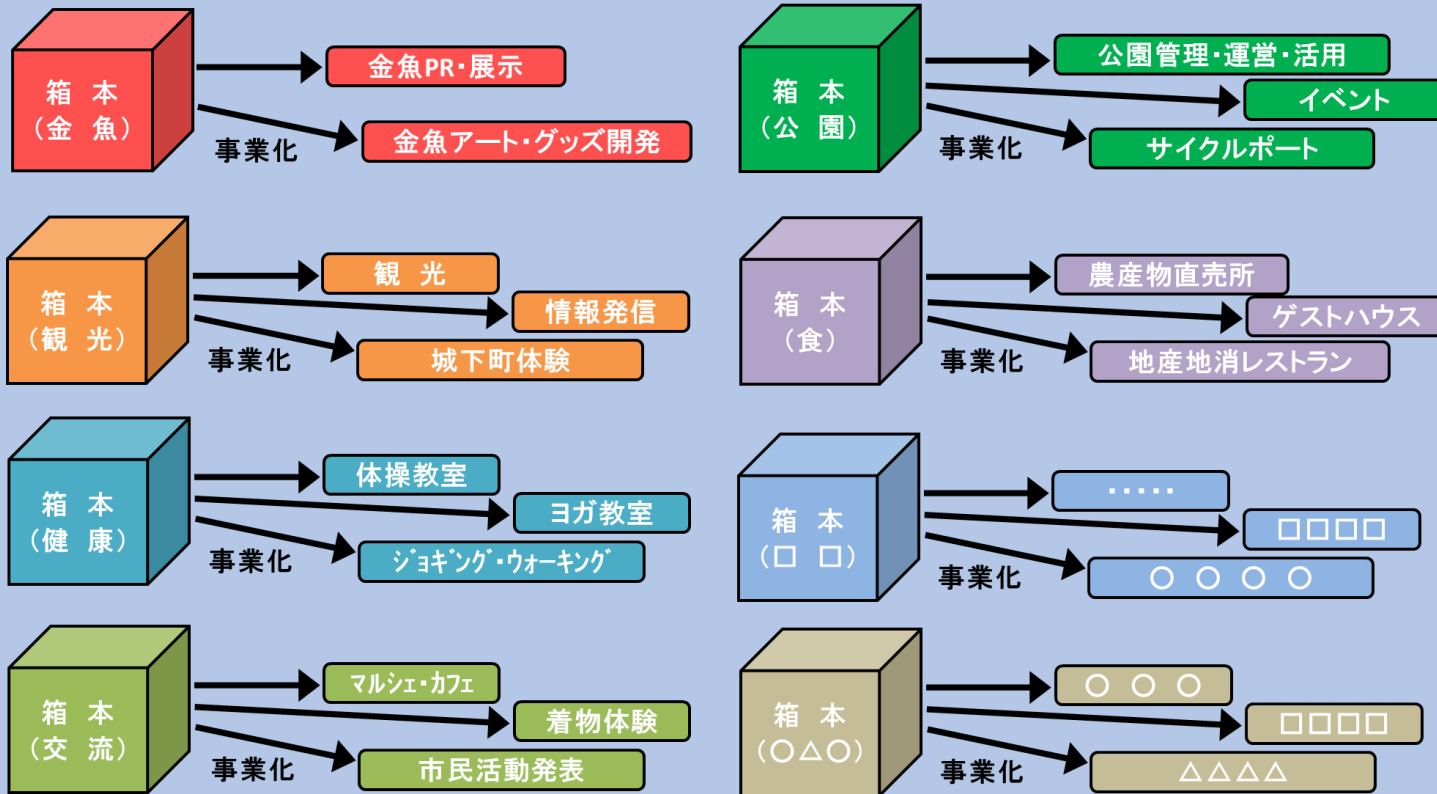 箱 本
(金 魚)
金魚PR・展示
金魚アート・グッズ開発
事業化
箱 本
(公 園)
公園管理・運営・活用
イベント
サイクルポート
事業化
箱 本
(観 光)
観 光
情報発信
城下町体験
事業化
箱 本
(食)
農産物直売所
ゲストハウス
地産地消レストラン
事業化
箱 本
(健 康)
体操教室
ヨガ教室
ジョギング・ウォーキング
事業化
箱 本
(□ □)
・・・・・
□□□□
○ ○ ○ ○
事業化
箱 本
(交 流)
マルシェ・カフェ
着物体験
市民活動発表
事業化
箱 本
(○△○)
○ ○ ○
□□□□
△△△△
事業化